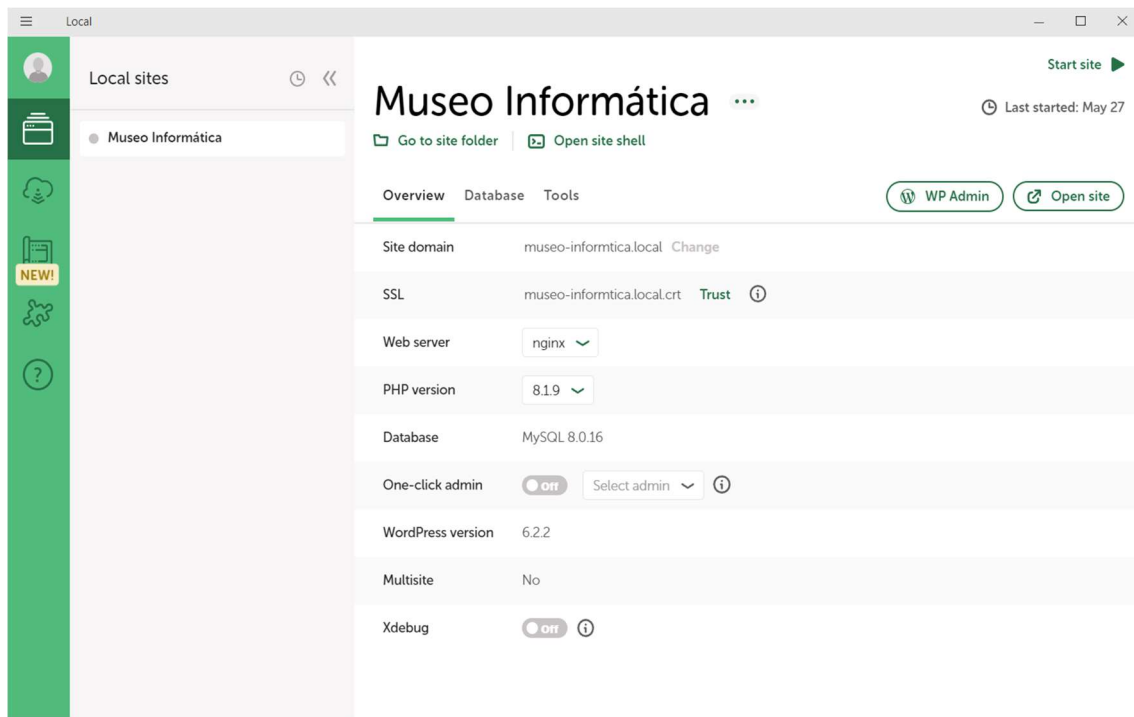 Local
Local sites
Museo Informática
NEW!
?
Start site
Museo Informática ...
Last started: May 27
Go to site folder
Open site shell
Overview Database Tools
WP Admin Open site
Site domain museo-informtica.local Change
SSL museo-informtica.local.crt Trust
Web server nginx
PHP version 8.1.9
Database MySQL 8.0.16
One-click admin Off Select admin
WordPress version 6.2.2
Multisite No
Xdebug Off